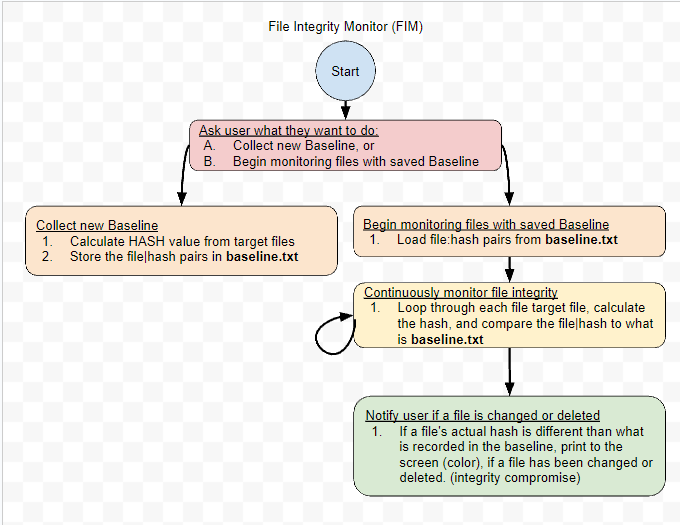 File Integrity Monitor (FIM)
Start
Ask user what they want to do:
A. Collect new Baseline, or
B. Begin monitoring files with saved Baseline
Collect new Baseline
1. Calculate HASH value from target files
2. Store the file|hash pairs in baseline.txt
Begin monitoring files with saved Baseline
1. Load file:hash pairs from baseline.txt
Continuously monitor file integrity
1. Loop through each file target file, calculate
the hash, and compare the file|hash to what
is baseline.txt
Notify user if a file is changed or deleted
1. If a file's actual hash is different than what
is recorded in the baseline, print to the
screen (color), if a file has been changed or
deleted. (integrity compromise)